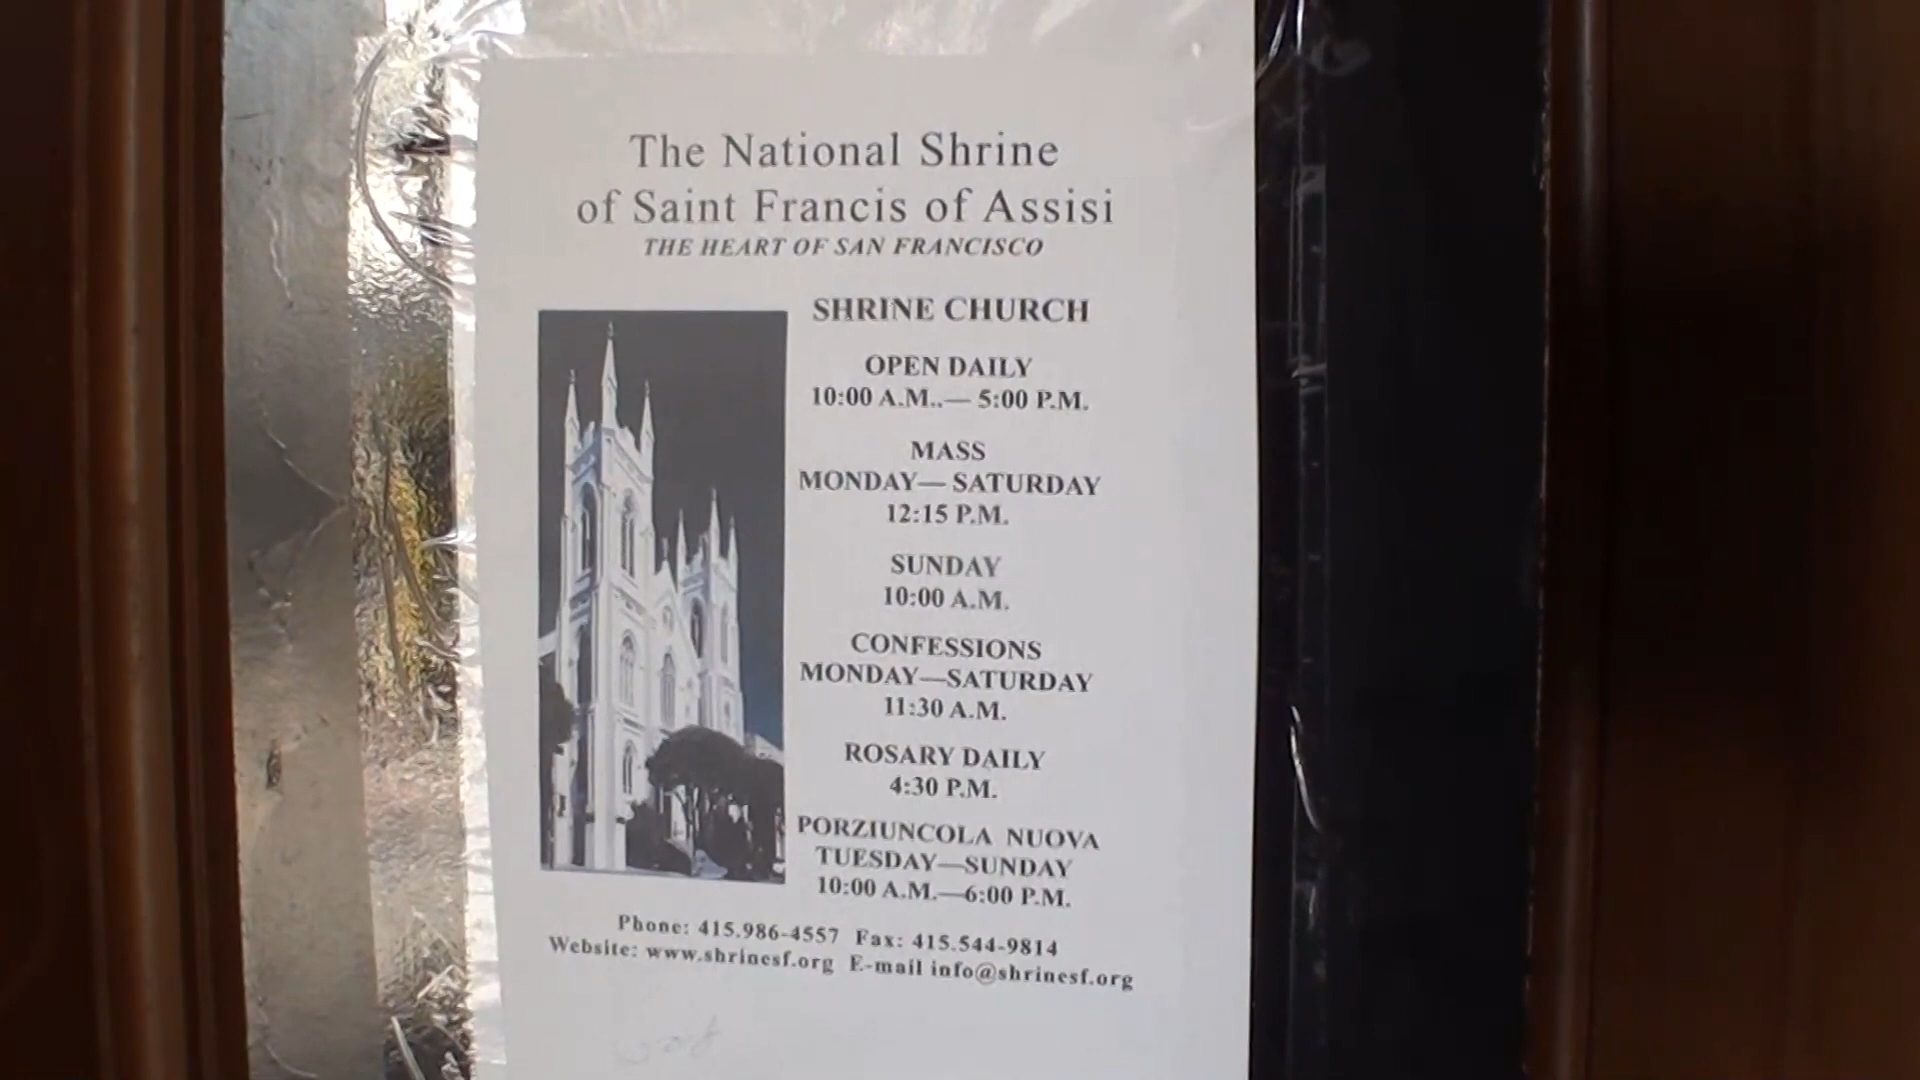 The National Shrine
of Saint Francis of Assisi
THE HEART OF SAN FRANCISCO
SHRINE CHURCH
OPEN DAILY
10:00 A.M..— 5:00 P.M.
MASS
MONDAY— SATURDAY
12:15 P.M.
SUNDAY
10:00 A.M.
CONFESSIONS
MONDAY—SATURDAY
11:30 A.M.
ROSARY DAILY
4:30 P.M.
PORZIUNCOLA NUOVA
TUESDAY—SUNDAY
10:00 A.M.—6:00 P.M.
Phone: 415.986-4557 Fax: 415.544-9814
Website: www.shrinesf.org E-mail info@shrinesf.org